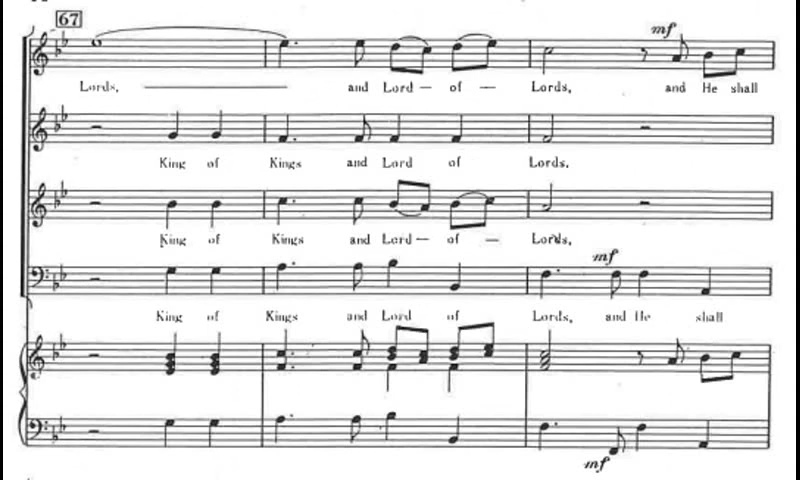 67
mf
Lords, and Lord — of — Lords, and He shall
King of Kings and Lord of Lords.
King of Kings and Lord — of — Lords,
mf
King of Kings and Lord of Lords, and He shall
mf